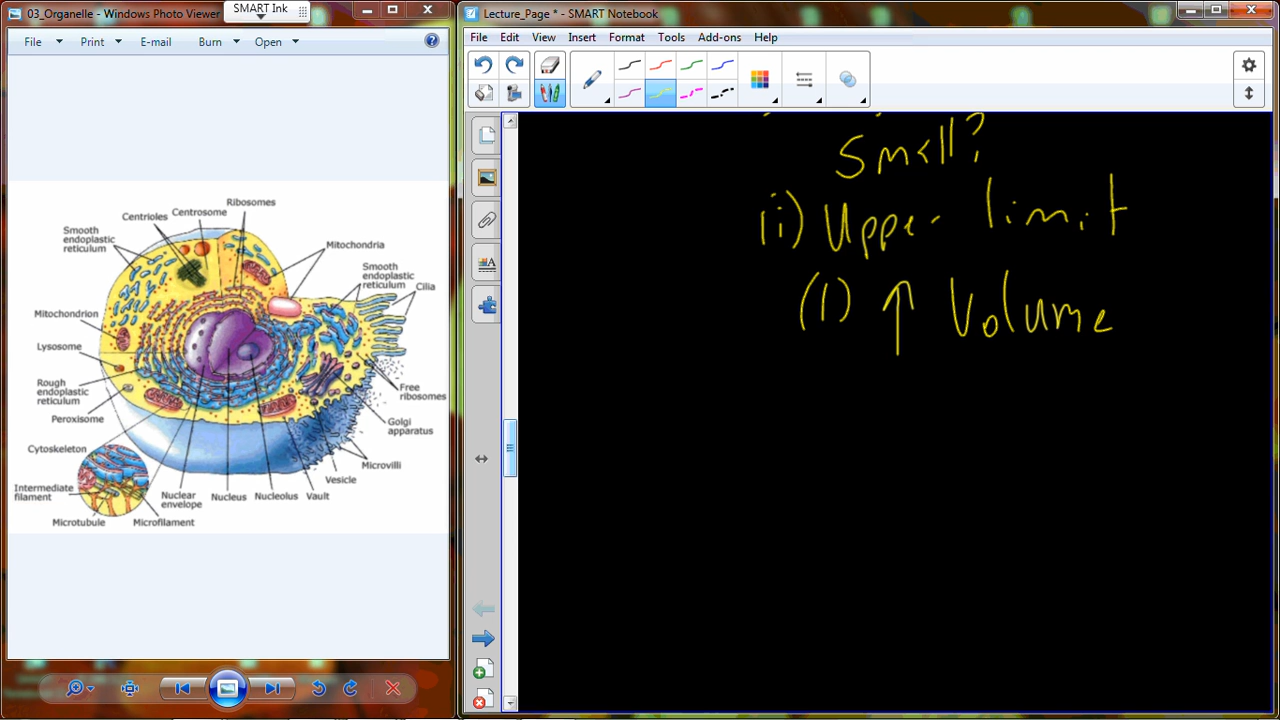 03_Organelle - Windows Photo Viewer
SMART Ink
File Print E-mail Burn Open
Centrioles
Centrosome
Ribosomes
Smooth
endoplastic
reticulum
Mitochondria
Smooth
endoplastic
reticulum
Cilia
Mitochondrion
Lysosome
Rough
endoplastic
reticulum
Peroxisome
Free
ribosomes
Golgi
apparatus
Cytoskeleton
Microvilli
Vesicle
Intermediate
filament
Nuclear
envelope
Nucleus
Nucleolus
Vault
Microtubule
Microfilament
Lecture_Page * - SMART Notebook
File Edit View Insert Format Tools Add-ons Help
Small?
(ii) Upper limit
(1) ↑ Volume